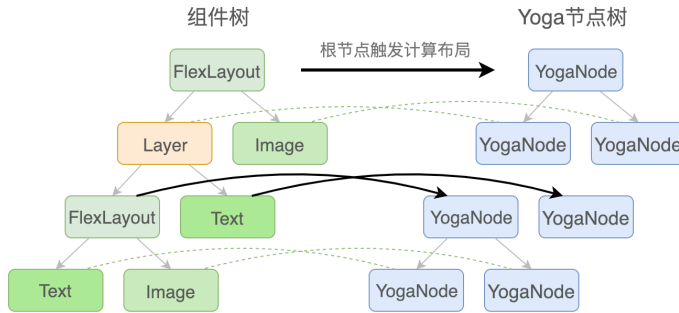 组件树
Yoga节点树
根节点触发计算布局
FlexLayout
YogaNode
Layer
Image
YogaNode
YogaNode
FlexLayout
Text
YogaNode
YogaNode
Text
Image
YogaNode
YogaNode